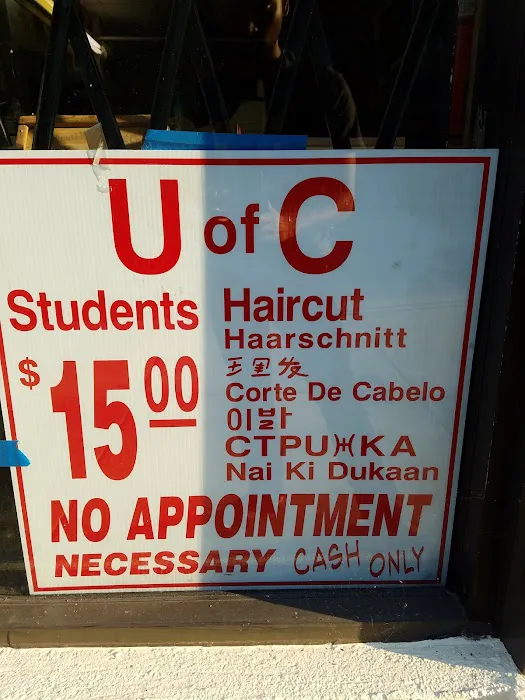 U of C
Students Haircut
Haarschnitt
理发
$15.00 Corte De Cabelo
이발
СТРUЖКА
Nai Ki Dukaan
NO APPOINTMENT
NECESSARY CASH ONLY